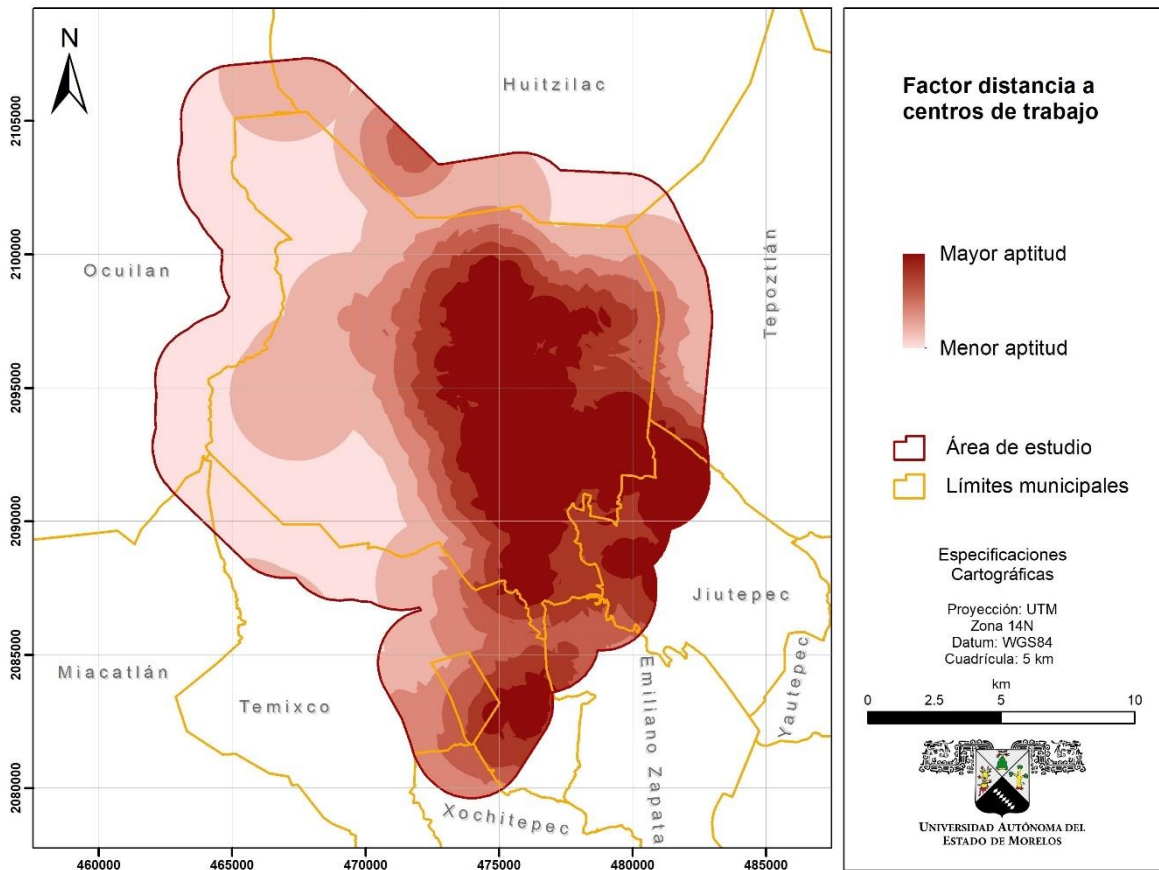 N
Huitzilac
Ocuilan
Tepoztlán
Jiutepec
Miacatlán
Temixco
Emiliano Zapata
Yautepec
Xochitepec
2105000
2100000
2095000
2090000
2085000
2080000
460000
465000
470000
475000
480000
485000
Factor distancia a
centros de trabajo
Mayor aptitud
Menor aptitud
Área de estudio
Límites municipales
Especificaciones
Cartográficas
Proyección: UTM
Zona 14N
Datum: WGS84
Cuadrícula: 5 km
km
0 2.5 5 10
UNIVERSIDAD AUTÓNOMA DEL
ESTADO DE MORELOS